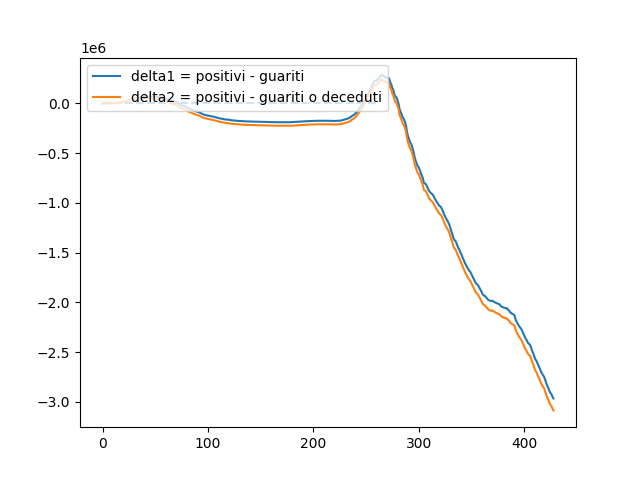 1e6
delta1 = positivi - guariti
delta2 = positivi - guariti o deceduti
0.0
−0.5
−1.0
−1.5
−2.0
−2.5
−3.0
0 100 200 300 400